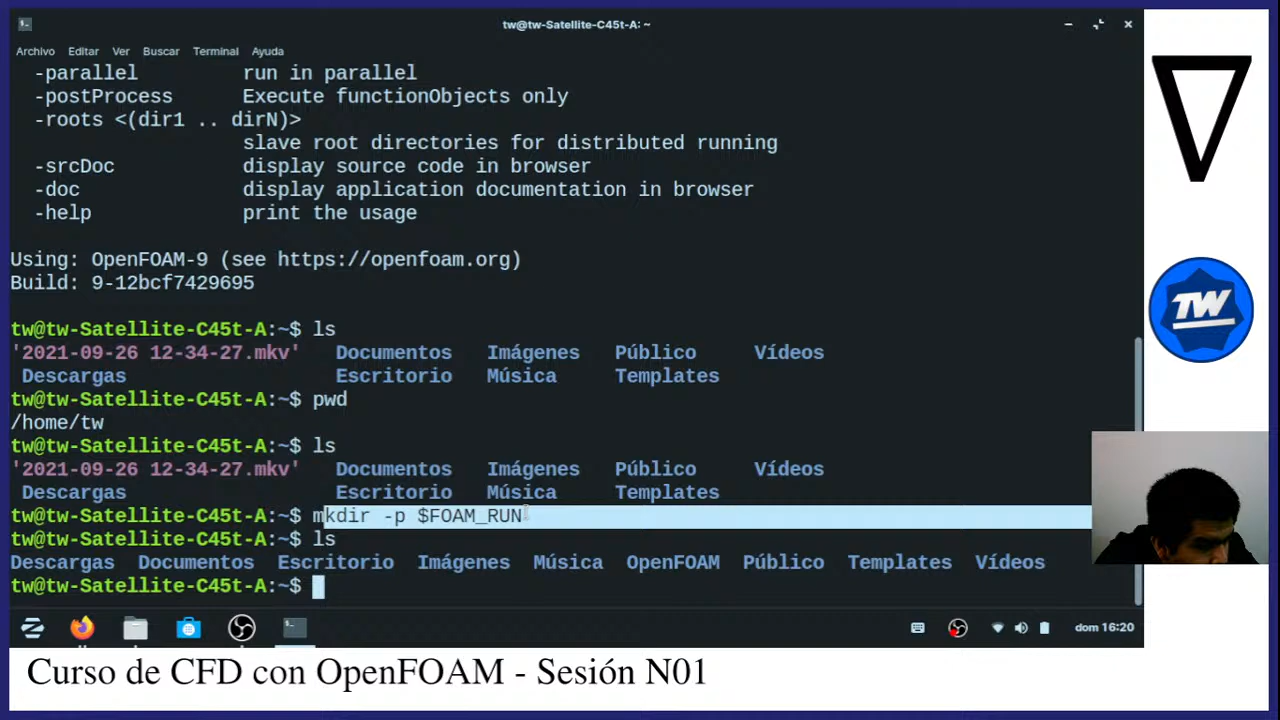 tw@tw-Satellite-C45t-A: ~
Archivo Editar Ver Buscar Terminal Ayuda
-parallel run in parallel
-postProcess Execute functionObjects only
-roots <(dir1 .. dirN)>
slave root directories for distributed running
-srcDoc display source code in browser
-doc display application documentation in browser
-help print the usage
Using: OpenFOAM-9 (see https://openfoam.org)
Build: 9-12bcf7429695
tw@tw-Satellite-C45t-A:~$ ls
'2021-09-26 12-34-27.mkv' Documentos Imágenes Público Vídeos
Descargas Escritorio Música Templates
tw@tw-Satellite-C45t-A:~$ pwd
/home/tw
tw@tw-Satellite-C45t-A:~$ ls
'2021-09-26 12-34-27.mkv' Documentos Imágenes Público Vídeos
Descargas Escritorio Música Templates
tw@tw-Satellite-C45t-A:~$ mkdir -p $FOAM_RUN
tw@tw-Satellite-C45t-A:~$ ls
Descargas Documentos Escritorio Imágenes Música OpenFOAM Público Templates Vídeos
tw@tw-Satellite-C45t-A:~$
TW
dom 16:20
Curso de CFD con OpenFOAM - Sesión N01